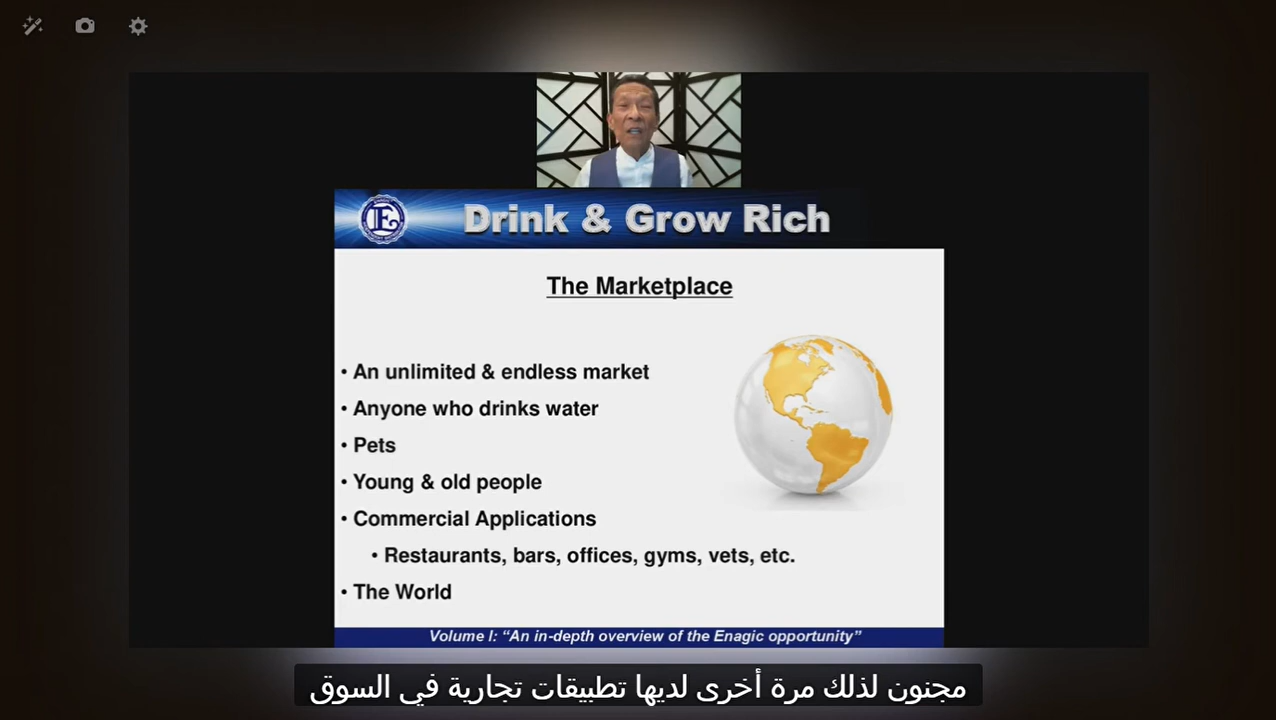 E
Drink & Grow Rich
The Marketplace
• An unlimited & endless market
• Anyone who drinks water
• Pets
• Young & old people
• Commercial Applications
• Restaurants, bars, offices, gyms, vets, etc.
• The World
Volume I: “An in-depth overview of the Enagic opportunity”
مجنون لذلك مرة أخرى لديها تطبيقات تجارية في السوق